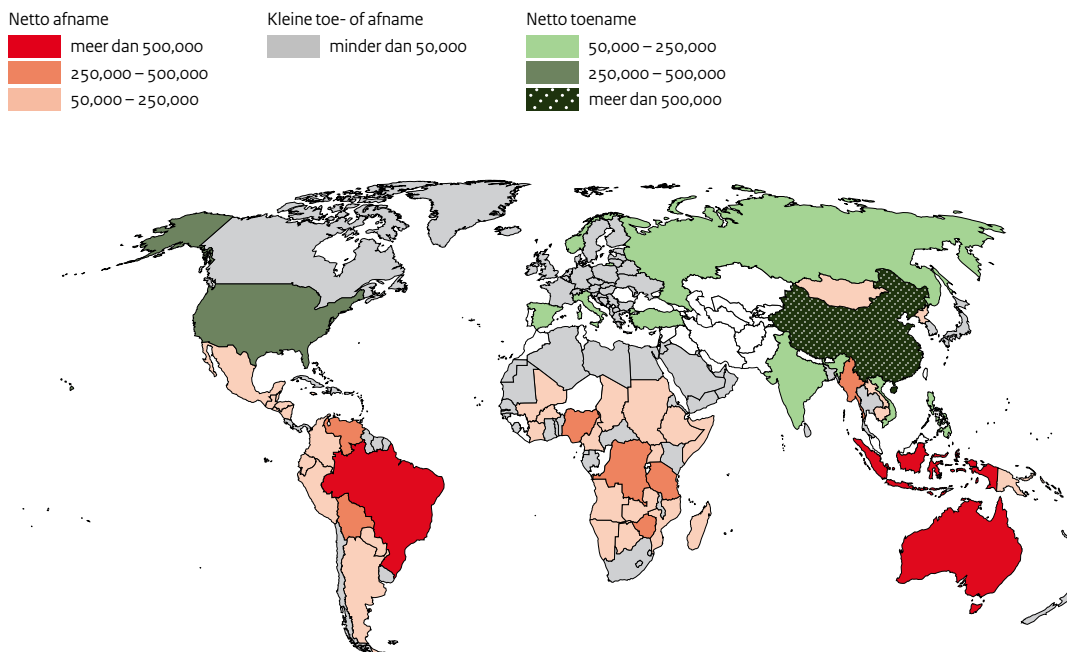 Netto afname
meer dan 500,000
250,000 – 500,000
50,000 – 250,000
Kleine toe- of afname
minder dan 50,000
Netto toename
50,000 – 250,000
250,000 – 500,000
meer dan 500,000